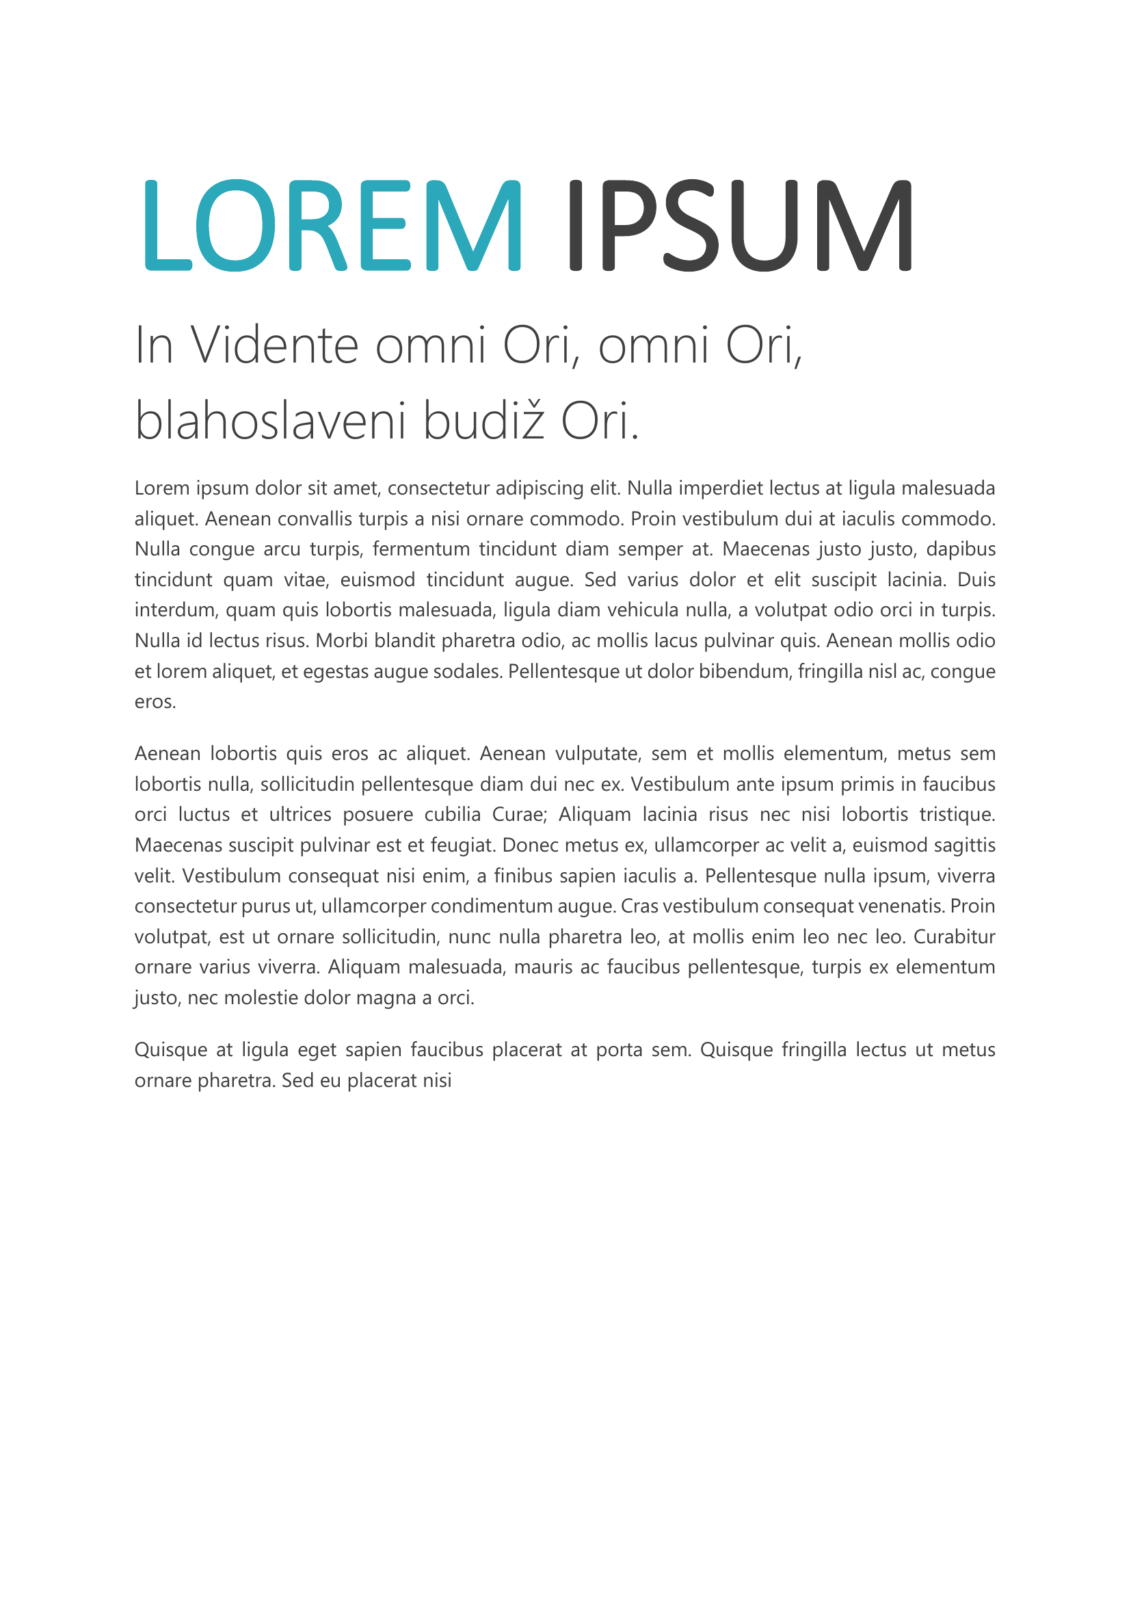 LOREM IPSUM
In Vidente omni Ori, omni Ori,
blahoslaveni budiž Ori.
Lorem ipsum dolor sit amet, consectetur adipiscing elit. Nulla imperdiet lectus at ligula malesuada
aliquet. Aenean convallis turpis a nisi ornare commodo. Proin vestibulum dui at iaculis commodo.
Nulla congue arcu turpis, fermentum tincidunt diam semper at. Maecenas justo justo, dapibus
tincidunt quam vitae, euismod tincidunt augue. Sed varius dolor et elit suscipit lacinia. Duis
interdum, quam quis lobortis malesuada, ligula diam vehicula nulla, a volutpat odio orci in turpis.
Nulla id lectus risus. Morbi blandit pharetra odio, ac mollis lacus pulvinar quis. Aenean mollis odio
et lorem aliquet, et egestas augue sodales. Pellentesque ut dolor bibendum, fringilla nisl ac, congue
eros.
Aenean lobortis quis eros ac aliquet. Aenean vulputate, sem et mollis elementum, metus sem
lobortis nulla, sollicitudin pellentesque diam dui nec ex. Vestibulum ante ipsum primis in faucibus
orci luctus et ultrices posuere cubilia Curae; Aliquam lacinia risus nec nisi lobortis tristique.
Maecenas suscipit pulvinar est et feugiat. Donec metus ex, ullamcorper ac velit a, euismod sagittis
velit. Vestibulum consequat nisi enim, a finibus sapien iaculis a. Pellentesque nulla ipsum, viverra
consectetur purus ut, ullamcorper condimentum augue. Cras vestibulum consequat venenatis. Proin
volutpat, est ut ornare sollicitudin, nunc nulla pharetra leo, at mollis enim leo nec leo. Curabitur
ornare varius viverra. Aliquam malesuada, mauris ac faucibus pellentesque, turpis ex elementum
justo, nec molestie dolor magna a orci.
Quisque at ligula eget sapien faucibus placerat at porta sem. Quisque fringilla lectus ut metus
ornare pharetra. Sed eu placerat nisi